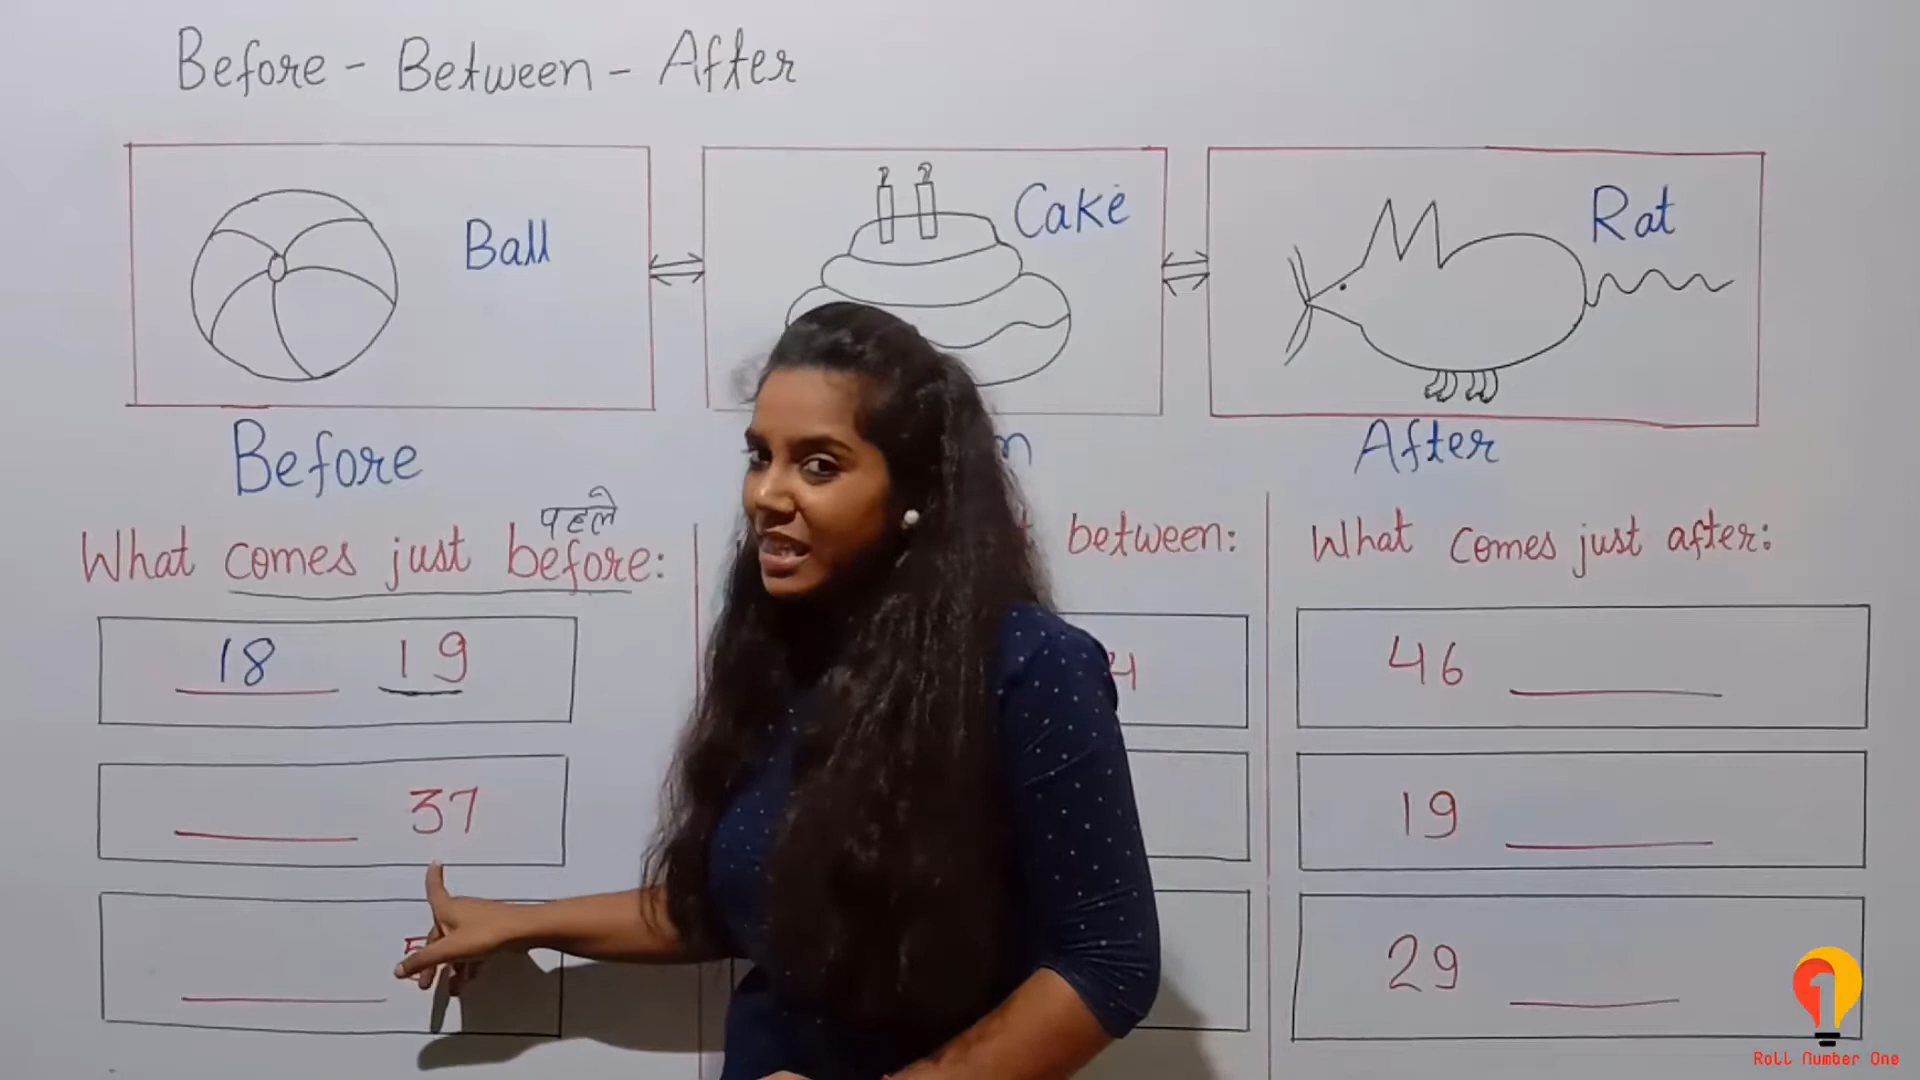 Before - Between - After
Ball
Cake
Rat
Before
After
पहले
What comes just before:
between:
What comes just after:
18 19
46
37
19
29
Roll Number One